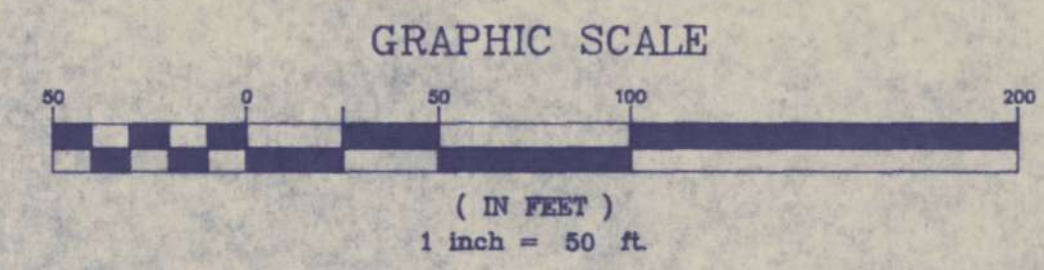 GRAPHIC SCALE
50 0 50 100 200
( IN FEET )
1 inch = 50 ft.